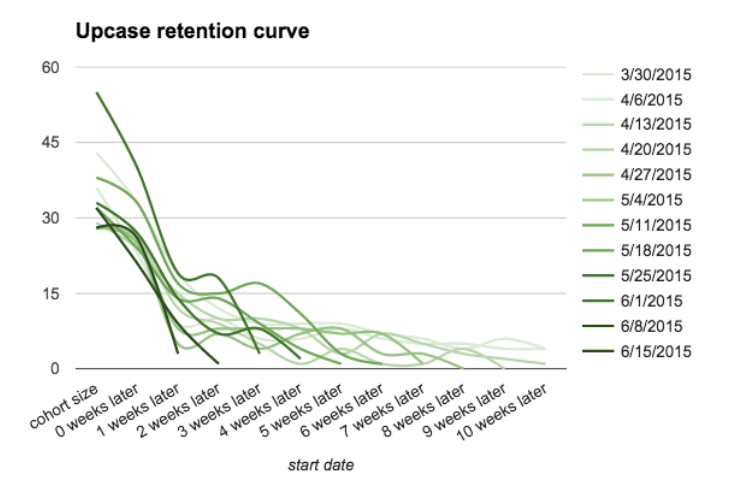 Upcase retention curve
60
45
30
15
0
cohort size
0 weeks later
1 weeks later
2 weeks later
3 weeks later
4 weeks later
5 weeks later
6 weeks later
7 weeks later
8 weeks later
9 weeks later
10 weeks later
start date
3/30/2015
4/6/2015
4/13/2015
4/20/2015
4/27/2015
5/4/2015
5/11/2015
5/18/2015
5/25/2015
6/1/2015
6/8/2015
6/15/2015